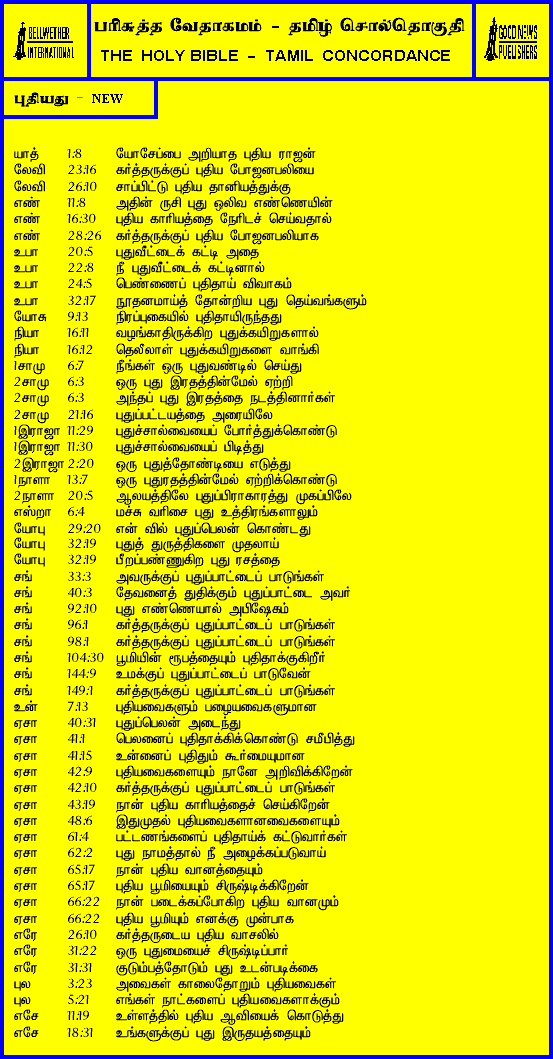 BELLWETHER
INTERNATIONAL
பரிசுத்த வேதாகமம் - தமிழ் சொல்தொகுதி
THE HOLY BIBLE - TAMIL CONCORDANCE
GOOD NEWS
PUBLISHERS
புதியது - NEW
யாத் 1:8 யோசேப்பை அறியாத புதிய ராஜன்
லேவி 23:16 கர்த்தருக்குப் புதிய போஜனபலியை
லேவி 26:10 சாப்பிட்டு புதிய தானியத்துக்கு
எண் 11:8 அதின் ருசி புது ஒலிவ எண்ணெயின்
எண் 16:30 புதிய காரியத்தை நேரிடச் செய்வதால்
எண் 28:26 கர்த்தருக்குப் புதிய போஜனபலியாக
உபா 20:5 புதுவீட்டைக் கட்டி அதை
உபா 22:8 நீ புதுவீட்டைக் கட்டினால்
உபா 24:5 பெண்ணைப் புதிதாய் விவாகம்
உபா 32:17 நூதனமாய்த் தோன்றிய புது தெய்வங்களும்
யோசு 9:13 நிரப்புகையில் புதிதாயிருந்தது
நியா 16:11 வழங்காதிருக்கிற புதுக்கயிறுகளால்
நியா 16:12 தெலீலாள் புதுக்கயிறுகளை வாங்கி
1சாமு 6:7 நீங்கள் ஒரு புதுவண்டில் செய்து
2சாமு 6:3 ஒரு புது இரதத்தின்மேல் ஏற்றி
2சாமு 6:3 அந்தப் புது இரதத்தை நடத்தினார்கள்
2சாமு 21:16 புதுப்பட்டயத்தை அரையிலே
1இராஜா 11:29 புதுச்சால்வையைப் போர்த்துக்கொண்டு
1இராஜா 11:30 புதுச்சால்வையைப் பிடித்து
2இராஜா 2:20 ஒரு புதுத்தோண்டியை எடுத்து
1நாளா 13:7 ஒரு புதுரதத்தின்மேல் ஏற்றிக்கொண்டு
2நாளா 20:5 ஆலயத்திலே புதுப்பிராகாரத்து முகப்பிலே
எஸ்றா 6:4 மச்சு வரிசை புது உத்திரங்களாலும்
யோபு 29:20 என் வில் புதுப்பெலன் கொண்டது
யோபு 32:19 புதுத் துருத்திகளை முதலாய்
யோபு 32:19 பீறப்பண்ணுகிற புது ரசத்தை
சங் 33:3 அவருக்குப் புதுப்பாட்டைப் பாடுங்கள்
சங் 40:3 தேவனைத் துதிக்கும் புதுப்பாட்டை அவர்
சங் 92:10 புது எண்ணெயால் அபிஷேகம்
சங் 96:1 கர்த்தருக்குப் புதுப்பாட்டைப் பாடுங்கள்
சங் 98:1 கர்த்தருக்குப் புதுப்பாட்டைப் பாடுங்கள்
சங் 104:30 பூமியின் ரூபத்தையும் புதிதாக்குகிறீர்
சங் 144:9 உமக்குப் புதுப்பாட்டைப் பாடுவேன்
சங் 149:1 கர்த்தருக்குப் புதுப்பாட்டைப் பாடுங்கள்
உன் 7:13 புதியவைகளும் பழையவைகளுமான
ஏசா 40:31 புதுப்பெலன் அடைந்து
ஏசா 41:1 பெலனைப் புதிதாக்கிக்கொண்டு சமீபித்து
ஏசா 41:15 உன்னைப் புதிதும் கூர்மையுமான
ஏசா 42:9 புதியவைகளையும் நானே அறிவிக்கிறேன்
ஏசா 42:10 கர்த்தருக்குப் புதுப்பாட்டைப் பாடுங்கள்
ஏசா 43:19 நான் புதிய காரியத்தைச் செய்கிறேன்
ஏசா 48:6 இதுமுதல் புதியவைகளானவைகளையும்
ஏசா 61:4 பட்டணங்களைப் புதிதாய்க் கட்டுவார்கள்
ஏசா 62:2 புது நாமத்தால் நீ அழைக்கப்படுவாய்
ஏசா 65:17 நான் புதிய வானத்தையும்
ஏசா 65:17 புதிய பூமியையும் சிருஷ்டிக்கிறேன்
ஏசா 66:22 நான் படைக்கப்போகிற புதிய வானமும்
ஏசா 66:22 புதிய பூமியும் எனக்கு முன்பாக
எரே 26:10 கர்த்தருடைய புதிய வாசலில்
எரே 31:22 ஒரு புதுமையைச் சிருஷ்டிப்பார்
எரே 31:31 குடும்பத்தோடும் புது உடன்படிக்கை
புல 3:23 அவைகள் காலைதோறும் புதியவைகள்
புல 5:21 எங்கள் நாட்களைப் புதியவைகளாக்கும்
எசே 11:19 உள்ளத்தில் புதிய ஆவியைக் கொடுத்து
எசே 18:31 உங்களுக்குப் புது இருதயத்தையும்